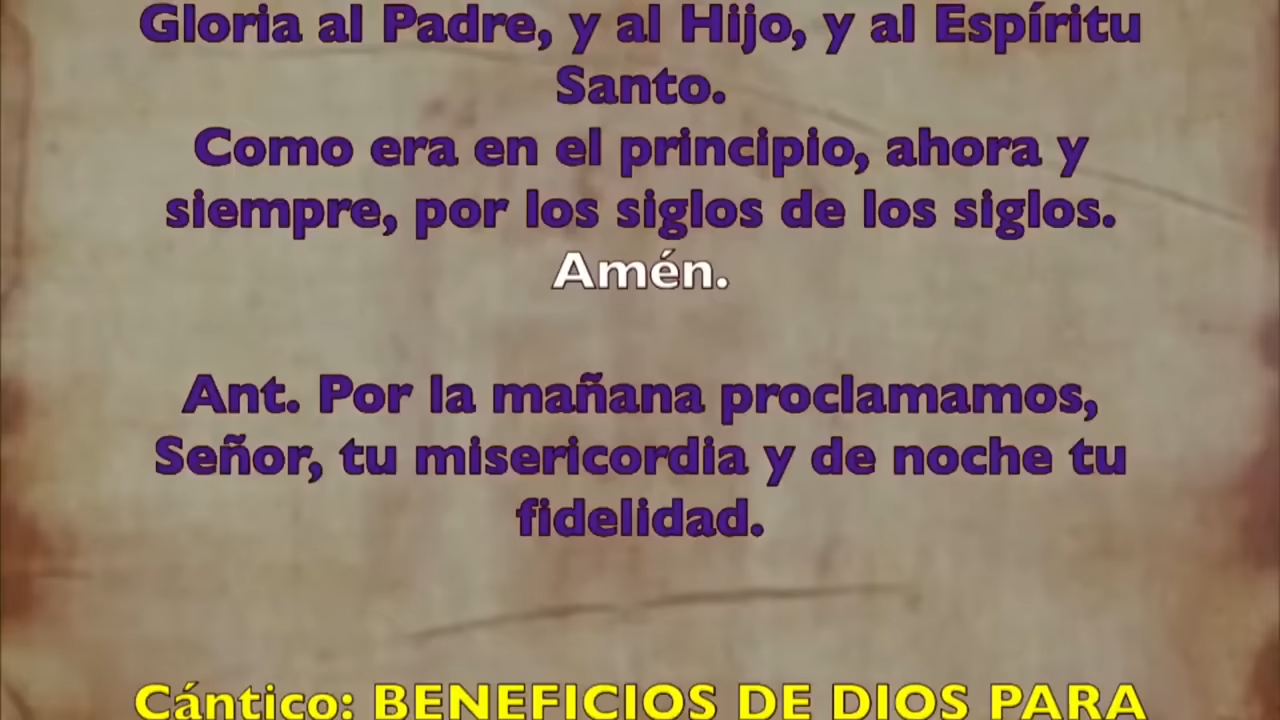 Gloria al Padre, y al Hijo, y al Espíritu
Santo.
Como era en el principio, ahora y
siempre, por los siglos de los siglos.
Amén.
Ant. Por la mañana proclamamos,
Señor, tu misericordia y de noche tu
fidelidad.
Cántico: BENEFICIOS DE DIOS PARA